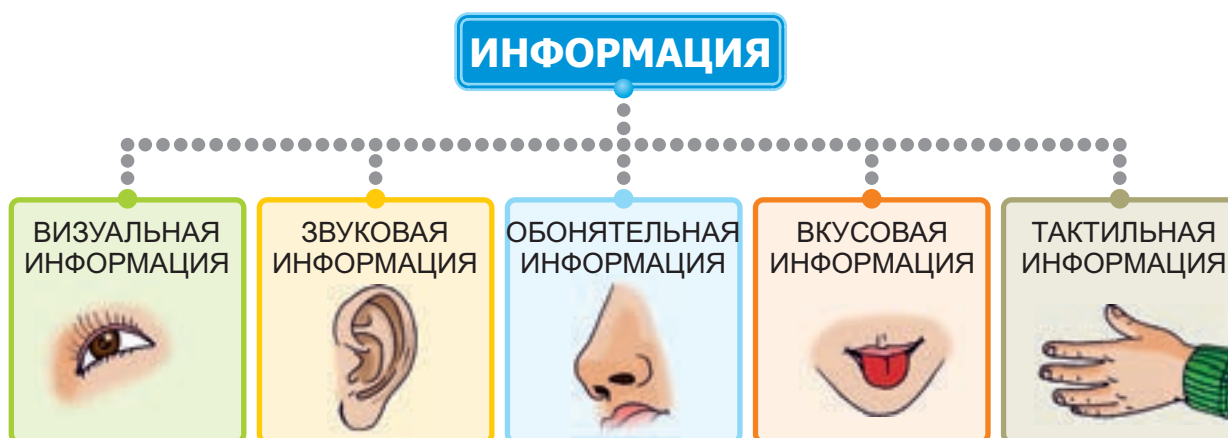 ИНФОРМАЦИЯ
ВИЗУАЛЬНАЯ
ИНФОРМАЦИЯ
ЗВУКОВАЯ
ИНФОРМАЦИЯ
ОБОНЯТЕЛЬНАЯ
ИНФОРМАЦИЯ
ВКУСОВАЯ
ИНФОРМАЦИЯ
ТАКТИЛЬНАЯ
ИНФОРМАЦИЯ